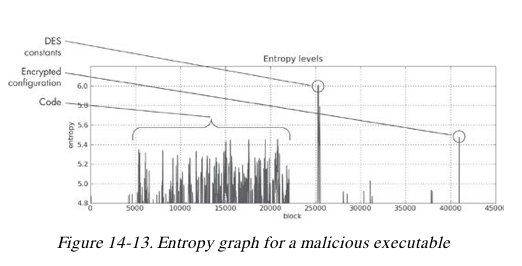 DES
constants
Encrypted
configuration
Code
Entropy levels
entropy
6.0
5.8
5.6
5.4
5.2
5.0
4.8
0
5000
10000
15000
20000
25000
30000
35000
40000
45000
block
Figure 14-13. Entropy graph for a malicious executable